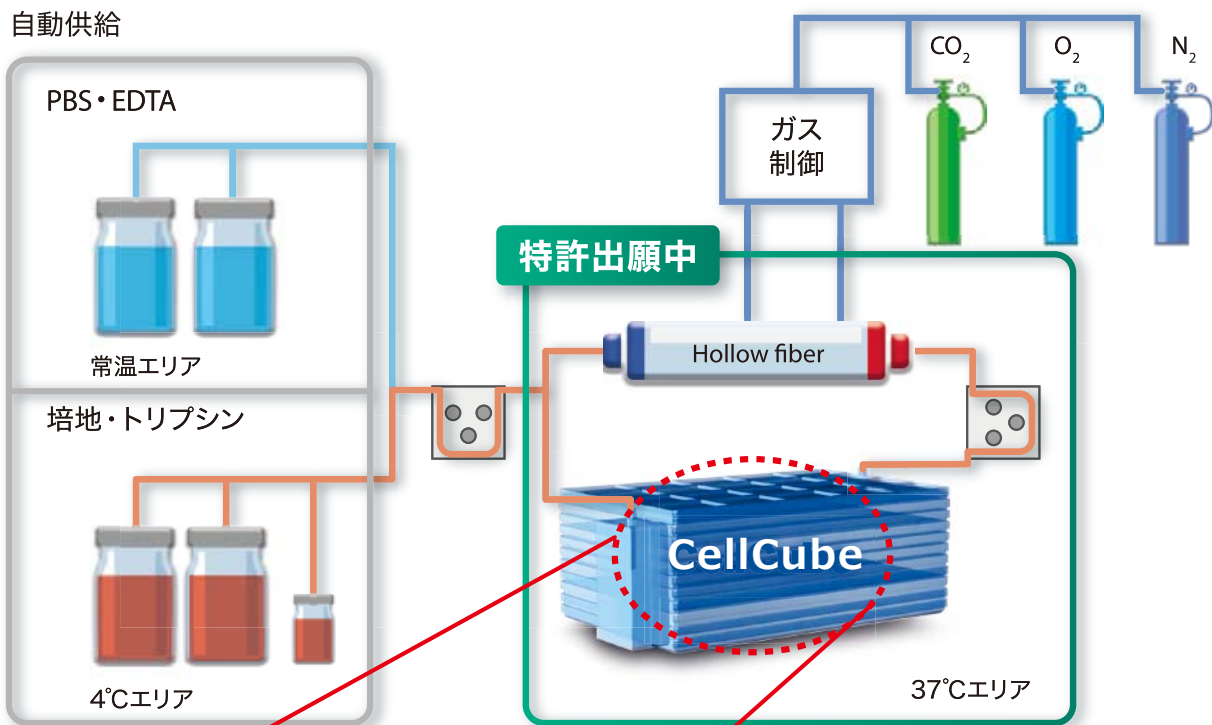 自動供給
PBS・EDTA
常温エリア
培地・トリプシン
4℃エリア
CO₂
O₂
N₂
ガス
制御
特許出願中
Hollow fiber
CellCube
37℃エリア